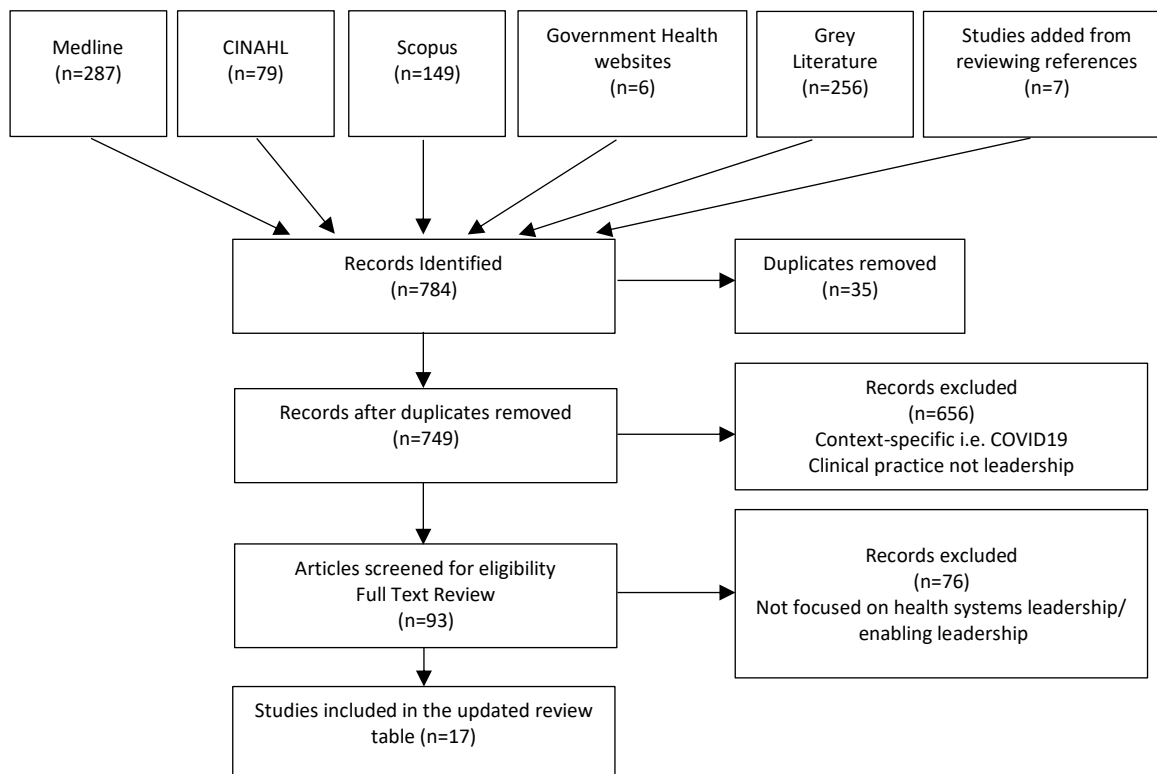 Medline
(n=287)
CINAHL
(n=79)
Scopus
(n=149)
Government Health
websites
(n=6)
Grey
Literature
(n=256)
Studies added from
reviewing references
(n=7)
Records Identified
(n=784)
Duplicates removed
(n=35)
Records after duplicates removed
(n=749)
Records excluded
(n=656)
Context-specific i.e. COVID19
Clinical practice not leadership
Articles screened for eligibility
Full Text Review
(n=93)
Records excluded
(n=76)
Not focused on health systems leadership/
enabling leadership
Studies included in the updated review
table (n=17)